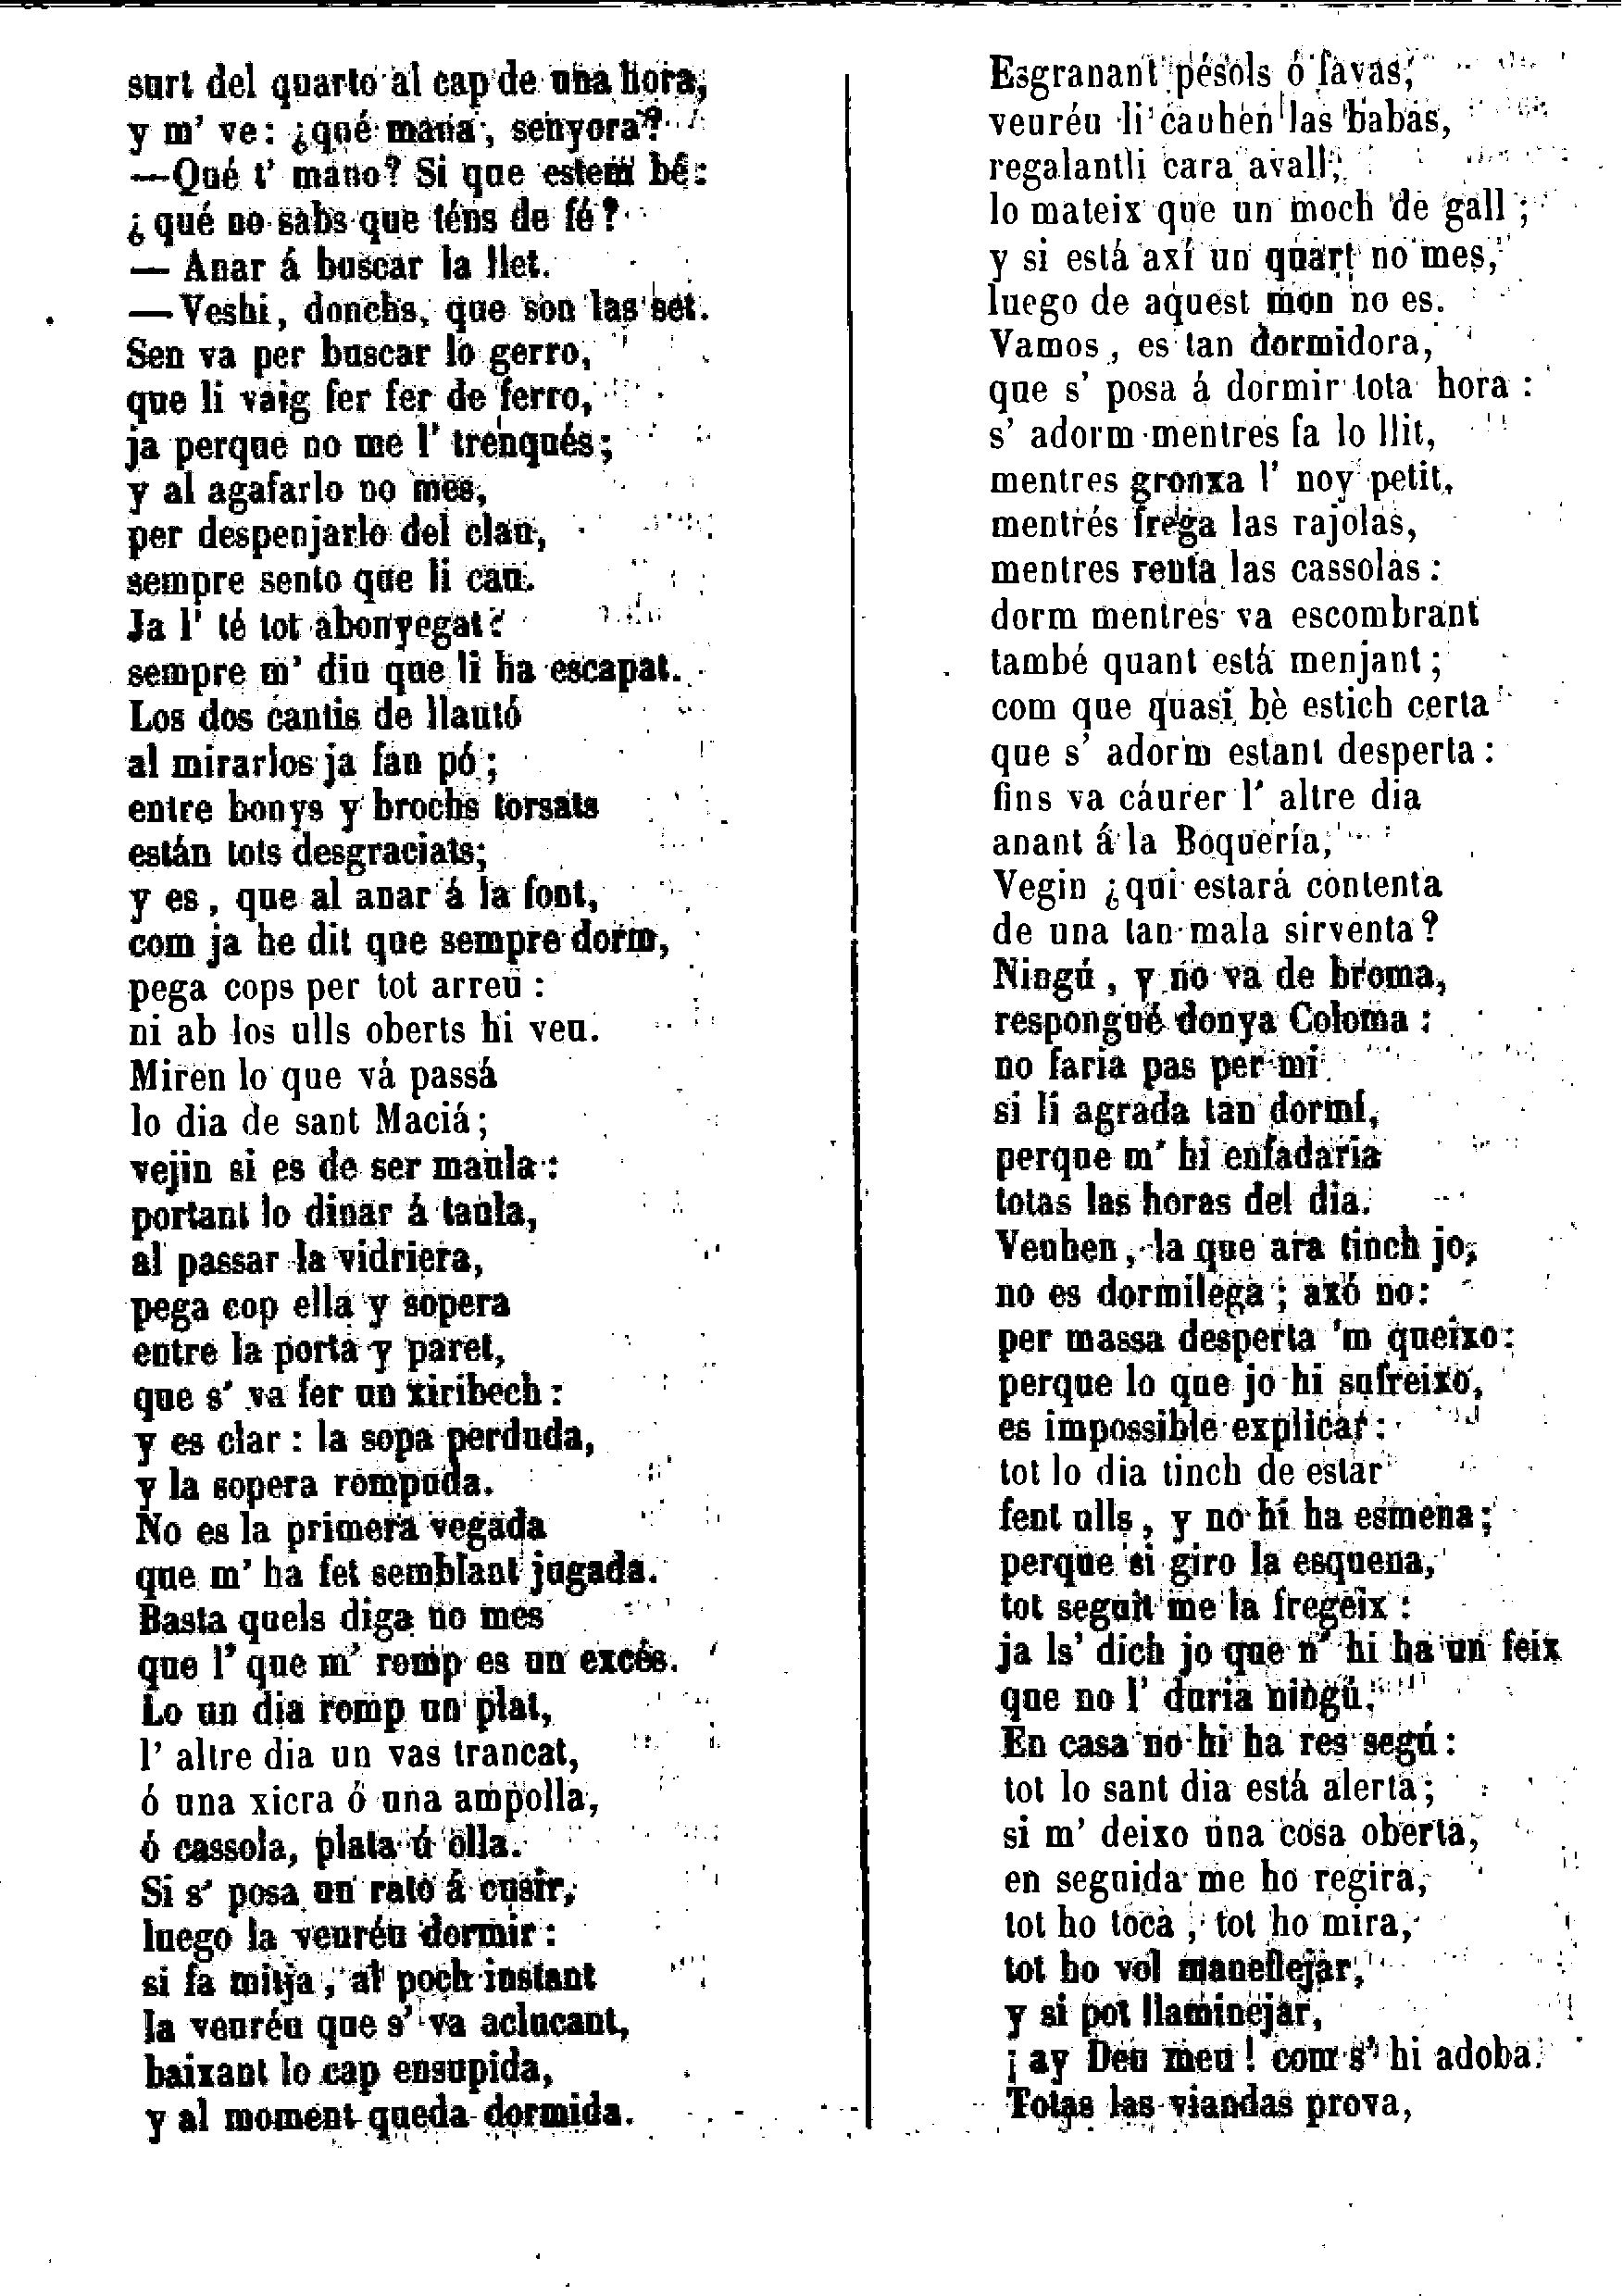 surt del quarto al cap de una hora,
y m' ve: ¿qué mana, senyora?
—Qué t' mano? Si que estem bé:
¿qué no sabs que téns de fé?
— Anar á buscar la llet.
—Veshi, donchs, que son las set.
Sen va per buscar lo gerro,
que li vaig fer fer de ferro,
ja perque no me l' trenqués;
y al agafarlo no mes,
per despenjarlo del clau,
sempre sento que li cau.
Ja l' té tot abonyegat:
sempre m' diu que li ha escapat.
Los dos cantis de llautó
al mirarlos ja fan pó;
entre bonys y brochs torsats
están tots desgraciats;
y es, que al anar á la font,
com ja he dit que sempre dorm,
pega cops per tot arreu:
ni ab los ulls oberts hi veu.
Miren lo que vá passá
lo dia de sant Maciá;
vejin si es de ser maula:
portant lo dinar á taula,
al passar la vidriera,
pega cop ella y sopera
entre la porta y paret,
que s' va fer un xiribech:
y es clar: la sopa perduda,
y la sopera rompuda.
No es la primera vegada
que m' ha fet semblant jugada.
Basta quels diga no mes
que l' que m' romp es un excés.
Lo un dia romp un plat,
l' altre dia un vas trancat,
ó una xicra ó una ampolla,
ó cassola, plata ú olla.
Si s' posa un rato á cusir,
luego la veuréu dormir:
si fa mitja, al poch instant
la veuréu que s' va aclucant,
baixant lo cap ensupida,
y al moment queda dormida.
Esgranant pésols ó favas,
veuréu li cauhen las babas,
regalantli cara avall,
lo mateix que un moch de gall;
y si está axí un quart no mes,
luego de aquest mon no es.
Vamos, es tan dormidora,
que s' posa á dormir tota hora:
s' adorm mentres fa lo llit,
mentres gronxa l' noy petit,
mentrés frega las rajolas,
mentres renta las cassolas:
dorm mentres va escombrant
també quant está menjant;
com que quasi bè estich certa
que s' adorm estant desperta:
fins va cáurer l' altre dia
anant á la Boquería,
Vegin ¿qui estará contenta
de una tan mala sirventa?
Ningú, y no va de broma,
respongué donya Coloma:
no faria pas per mi
si li agrada tan dormí,
perque m' hi enfadaria
totas las horas del dia.
Veuhen, la que ara tinch jo,
no es dormilega; axó no:
per massa desperta 'm queixo:
perque lo que jo hi sufreixo,
es impossible explicar:
tot lo dia tinch de estar
fent ulls, y no hi ha esmena;
perque si giro la esquena,
tot seguit me la fregeix:
ja ls' dich jo que n' hi ha un feix
que no l' duria ningú.
En casa no hi ha res segú:
tot lo sant dia está alerta;
si m' deixo una cosa oberta,
en seguida me ho regira,
tot ho toca, tot ho mira,
tot ho vol maneflejar,
y si pot llaminejar,
¡ay Deu meu! com s' hi adoba.
Totas las viandas prova,